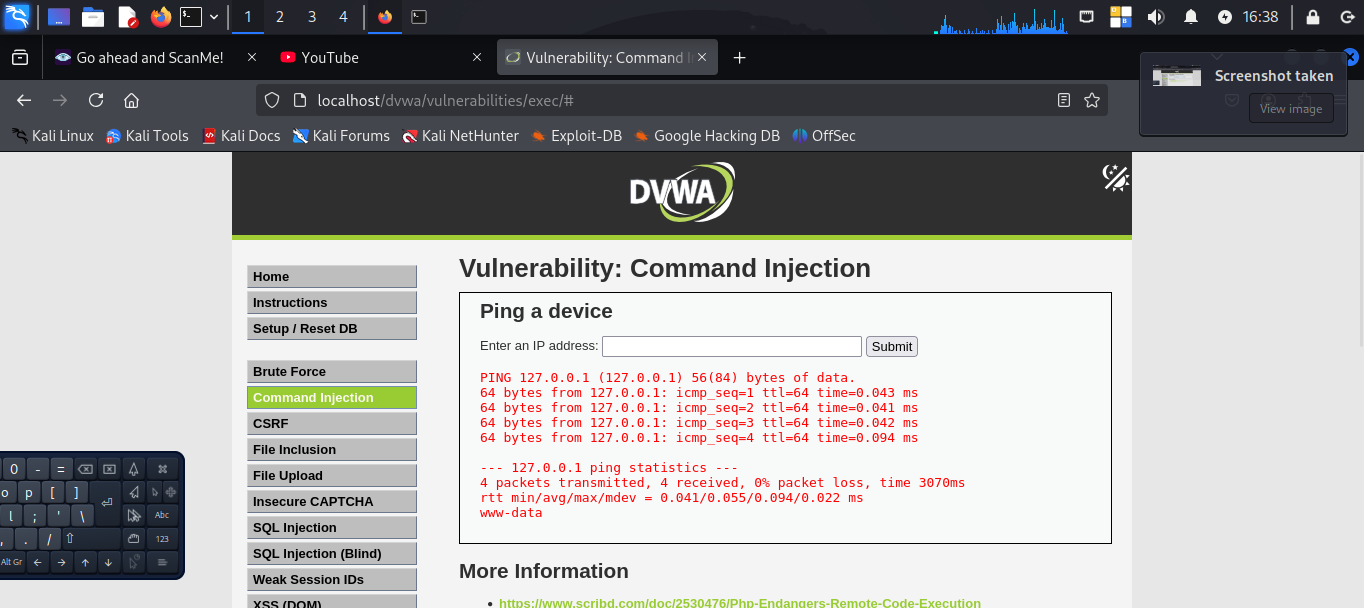 1 2 3 4 16:38
Go ahead and ScanMe! YouTube Vulnerability: Command I
Screenshot taken
View image
localhost/dvwa/vulnerabilities/exec/#
Kali Linux Kali Tools Kali Docs Kali Forums Kali NetHunter Exploit-DB Google Hacking DB OffSec
DVWA
Home
Instructions
Setup / Reset DB
Brute Force
Command Injection
CSRF
File Inclusion
File Upload
Insecure CAPTCHA
SQL Injection
SQL Injection (Blind)
Weak Session IDs
XSS (DOM)
Vulnerability: Command Injection
Ping a device
Enter an IP address: Submit
PING 127.0.0.1 (127.0.0.1) 56(84) bytes of data.
64 bytes from 127.0.0.1: icmp_seq=1 ttl=64 time=0.043 ms
64 bytes from 127.0.0.1: icmp_seq=2 ttl=64 time=0.041 ms
64 bytes from 127.0.0.1: icmp_seq=3 ttl=64 time=0.042 ms
64 bytes from 127.0.0.1: icmp_seq=4 ttl=64 time=0.094 ms
--- 127.0.0.1 ping statistics ---
4 packets transmitted, 4 received, 0% packet loss, time 3070ms
rtt min/avg/max/mdev = 0.041/0.055/0.094/0.022 ms
www-data
More Information
• https://www.scribd.com/doc/2530476/Php-Endangers-Remote-Code-Execution
0 - =
o p [ ]
l ; ' \ Abc
, . / 123
Alt Gr